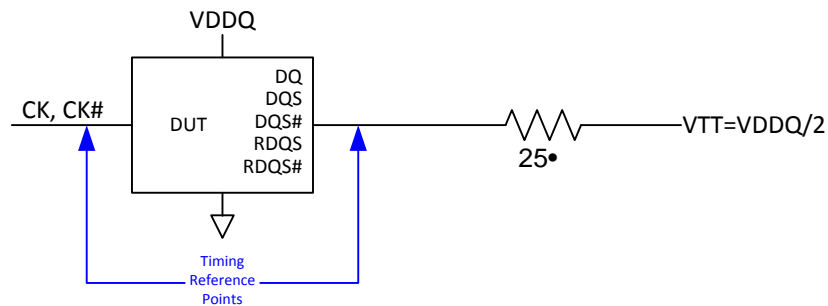 VDDQ
CK, CK#
DUT
DQ
DQS
DQS#
RDQS
RDQS#
25•
VTT=VDDQ/2
Timing
Reference
Points